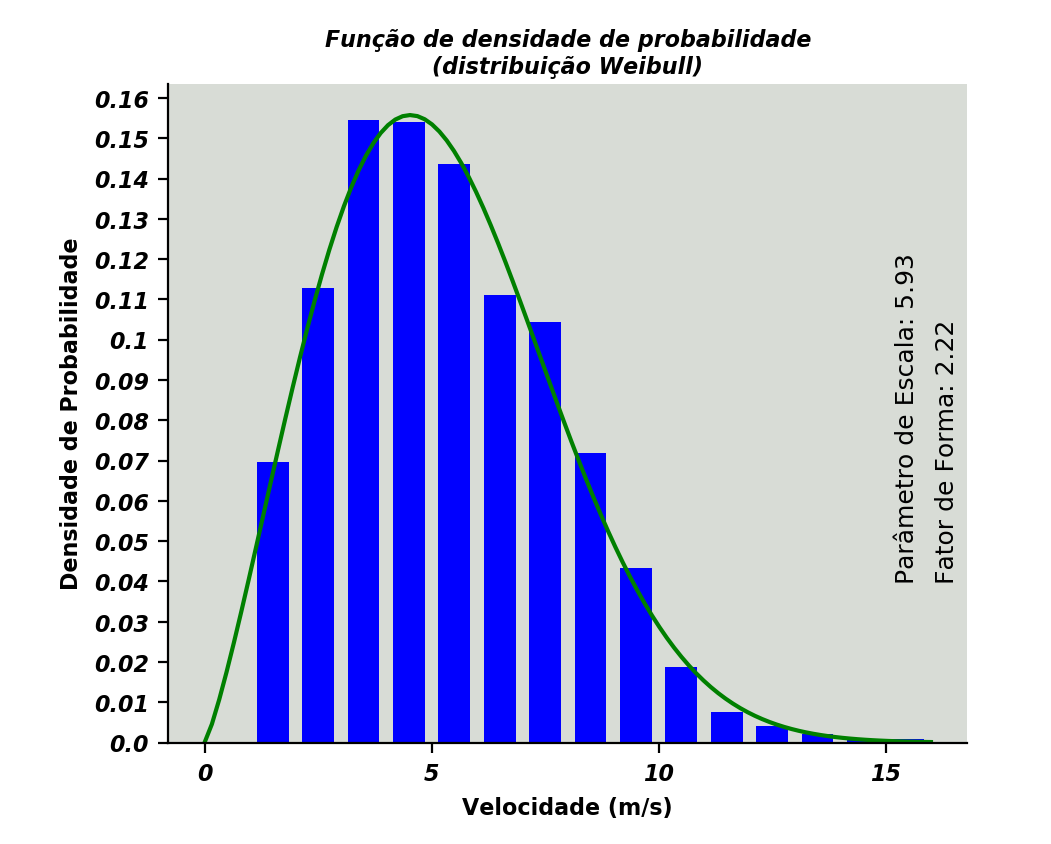 Função de densidade de probabilidade
(distribuição Weibull)
Densidade de Probabilidade
0.16
0.15
0.14
0.13
0.12
0.11
0.1
0.09
0.08
0.07
0.06
0.05
0.04
0.03
0.02
0.01
0.0
Parâmetro de Escala: 5.93
Fator de Forma: 2.22
0 5 10 15
Velocidade (m/s)